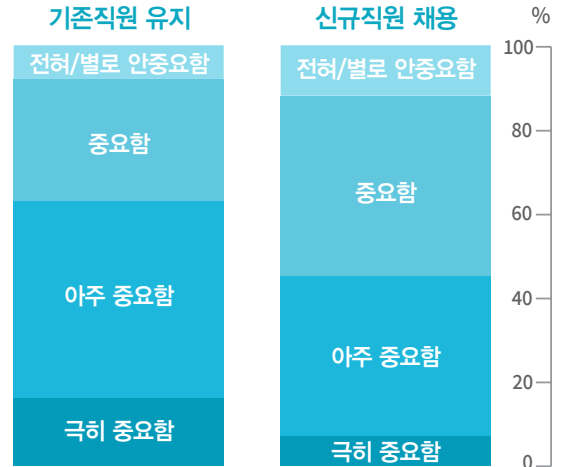 기존직원 유지
신규직원 채용
%
전혀/별로 안중요함
중요함
아주 중요함
극히 중요함
전혀/별로 안중요함
중요함
아주 중요함
극히 중요함
100
80
60
40
20
0